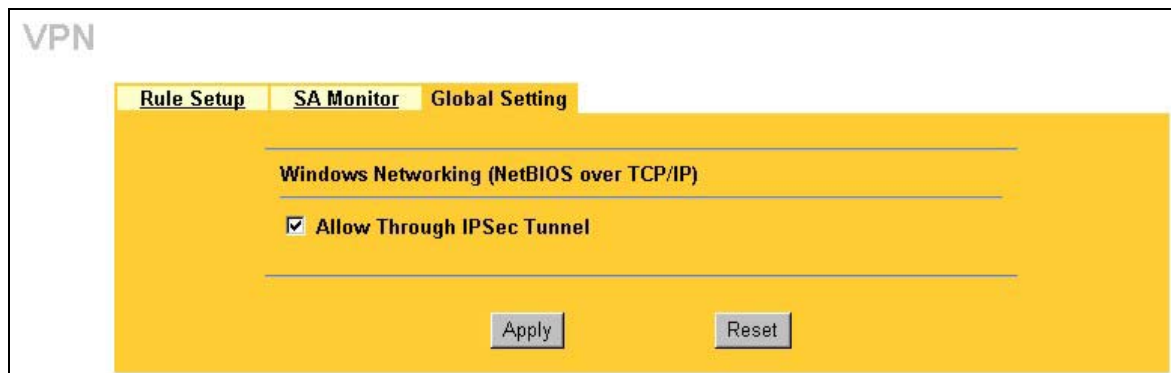 VPN
Rule Setup SA Monitor Global Setting
Windows Networking (NetBIOS over TCP/IP)
Allow Through IPSec Tunnel
Apply Reset